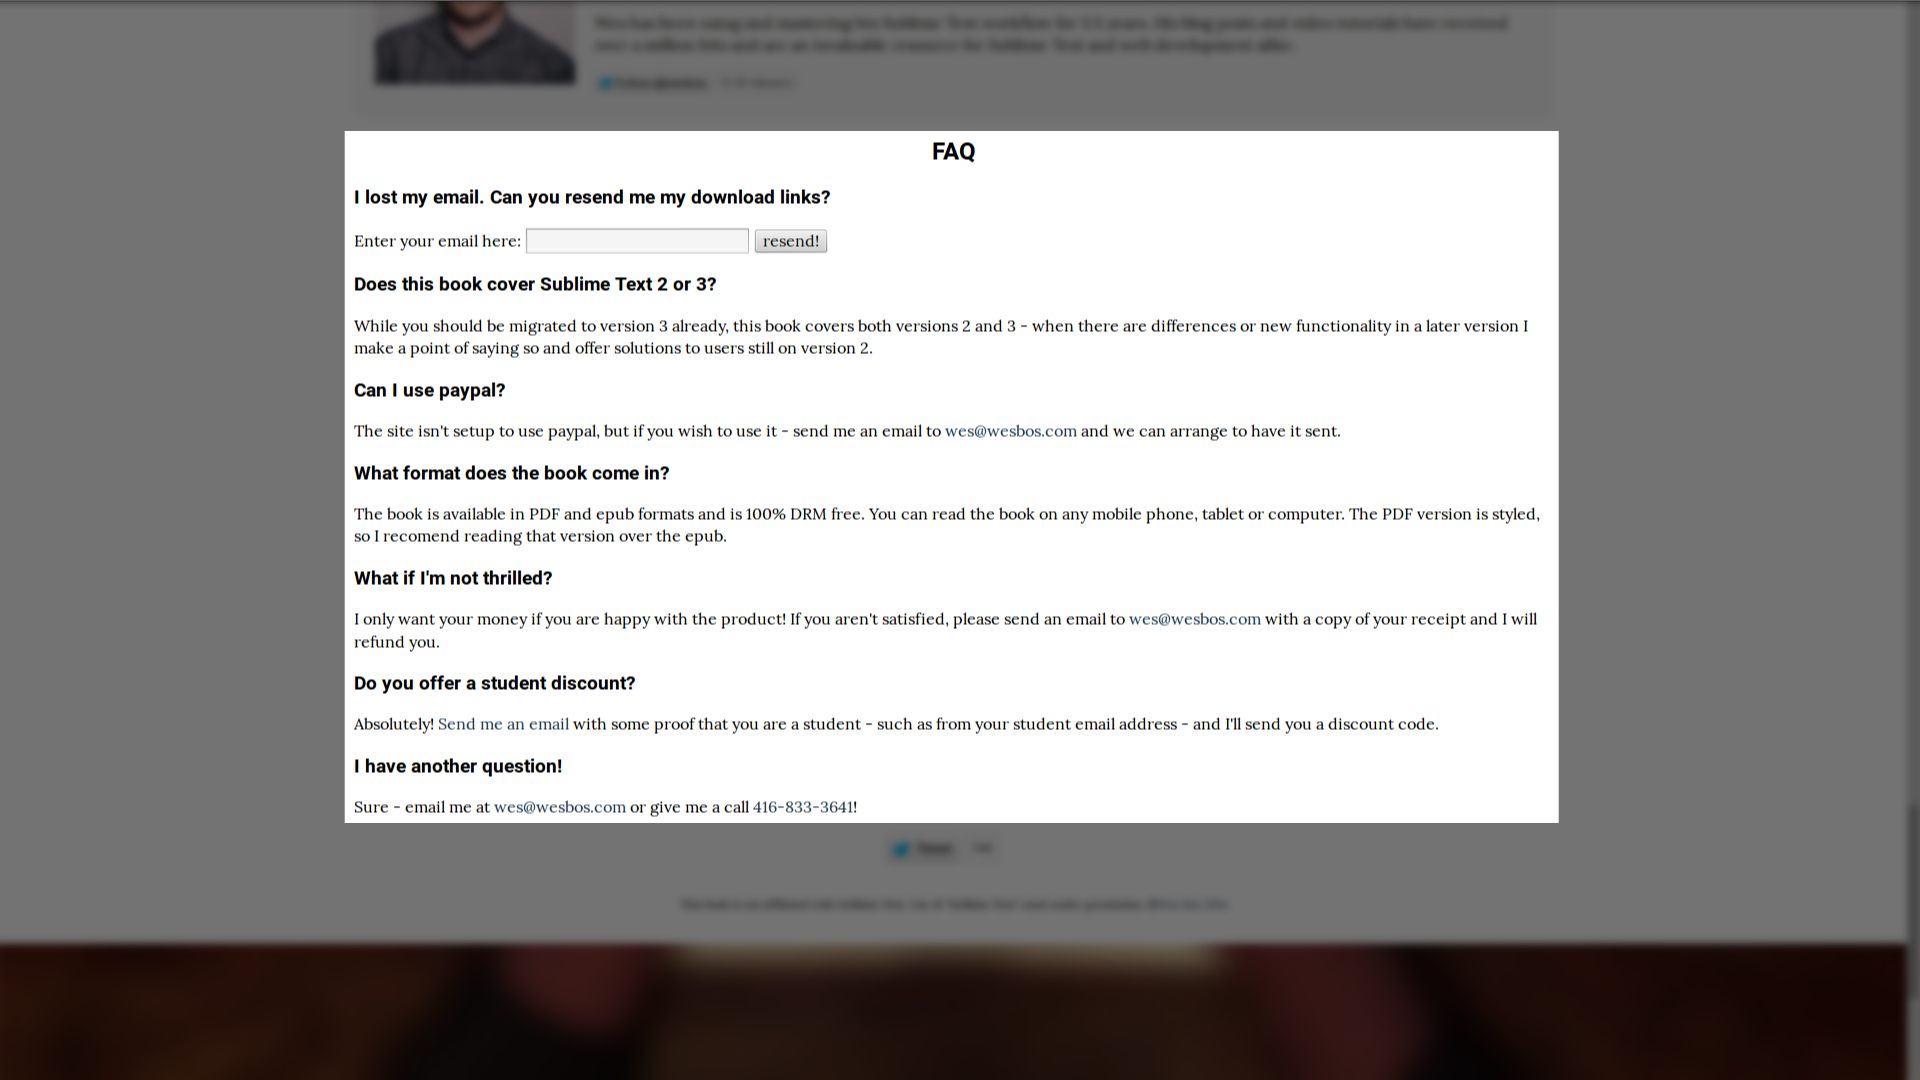 FAQ
I lost my email. Can you resend me my download links?
Enter your email here: resend!
Does this book cover Sublime Text 2 or 3?
While you should be migrated to version 3 already, this book covers both versions 2 and 3 - when there are differences or new functionality in a later version I
make a point of saying so and offer solutions to users still on version 2.
Can I use paypal?
The site isn't setup to use paypal, but if you wish to use it - send me an email to wes@wesbos.com and we can arrange to have it sent.
What format does the book come in?
The book is available in PDF and epub formats and is 100% DRM free. You can read the book on any mobile phone, tablet or computer. The PDF version is styled,
so I recomend reading that version over the epub.
What if I'm not thrilled?
I only want your money if you are happy with the product! If you aren't satisfied, please send an email to wes@wesbos.com with a copy of your receipt and I will
refund you.
Do you offer a student discount?
Absolutely! Send me an email with some proof that you are a student - such as from your student email address - and I'll send you a discount code.
I have another question!
Sure - email me at wes@wesbos.com or give me a call 416-833-3641!